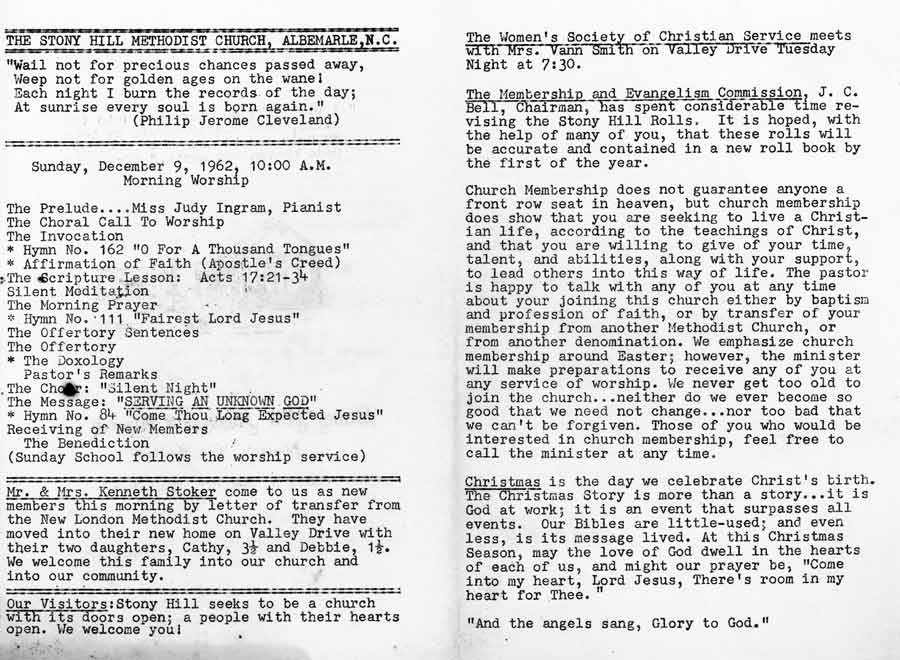 THE STONY HILL METHODIST CHURCH, ALBEMARLE,N.C.
"Wail not for precious chances passed away,
Weep not for golden ages on the wane!
Each night I burn the records of the day;
At sunrise every soul is born again."
(Philip Jerome Cleveland)
Sunday, December 9, 1962, 10:00 A.M.
Morning Worship
The Prelude....Miss Judy Ingram, Pianist
The Choral Call To Worship
The Invocation
* Hymn No. 162 "O For A Thousand Tongues"
* Affirmation of Faith (Apostle's Creed)
The Scripture Lesson: Acts 17:21-34
Silent Meditation
The Morning Prayer
* Hymn No. 111 "Fairest Lord Jesus"
The Offertory Sentences
The Offertory
* The Doxology
Pastor's Remarks
The Choir: "Silent Night"
The Message: "SERVING AN UNKNOWN GOD"
* Hymn No. 84 "Come Thou Long Expected Jesus"
Receiving of New Members
The Benediction
(Sunday School follows the worship service)
Mr. & Mrs. Kenneth Stoker come to us as new
members this morning by letter of transfer from
the New London Methodist Church. They have
moved into their new home on Valley Drive with
their two daughters, Cathy, 3½ and Debbie, 1½.
We welcome this family into our church and
into our community.
Our Visitors:Stony Hill seeks to be a church
with its doors open; a people with their hearts
open. We welcome you!
The Women's Society of Christian Service meets
with Mrs. Vann Smith on Valley Drive Tuesday
Night at 7:30.
The Membership and Evangelism Commission, J. C.
Bell, Chairman, has spent considerable time re-
vising the Stony Hill Rolls. It is hoped, with
the help of many of you, that these rolls will
be accurate and contained in a new roll book by
the first of the year.
Church Membership does not guarantee anyone a
front row seat in heaven, but church membership
does show that you are seeking to live a Christ-
ian life, according to the teachings of Christ,
and that you are willing to give of your time,
talent, and abilities, along with your support,
to lead others into this way of life. The pastor
is happy to talk with any of you at any time
about your joining this church either by baptism
and profession of faith, or by transfer of your
membership from another Methodist Church, or
from another denomination. We emphasize church
membership around Easter; however, the minister
will make preparations to receive any of you at
any service of worship. We never get too old to
join the church...neither do we ever become so
good that we need not change...nor too bad that
we can't be forgiven. Those of you who would be
interested in church membership, feel free to
call the minister at any time.
Christmas is the day we celebrate Christ's birth.
The Christmas Story is more than a story...it is
God at work; it is an event that surpasses all
events. Our Bibles are little-used; and even
less, is its message lived. At this Christmas
Season, may the love of God dwell in the hearts
of each of us, and might our prayer be, "Come
into my heart, Lord Jesus, There's room in my
heart for Thee."
"And the angels sang, Glory to God."